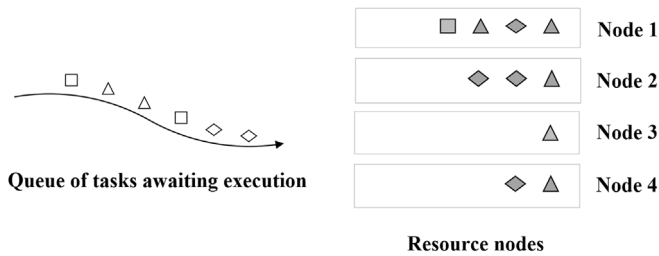 Node 1
Node 2
Node 3
Node 4
Queue of tasks awaiting execution
Resource nodes